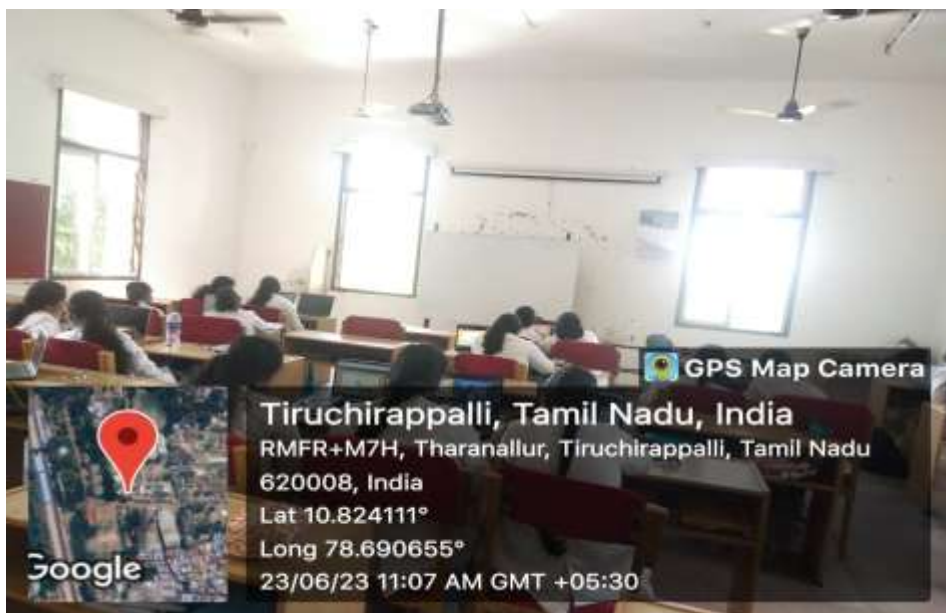 GPS Map Camera
Tiruchirappalli, Tamil Nadu, India
RMFR+M7H, Tharanallur, Tiruchirappalli, Tamil Nadu
620008, India
Lat 10.824111°
Long 78.690655°
23/06/23 11:07 AM GMT +05:30
Google